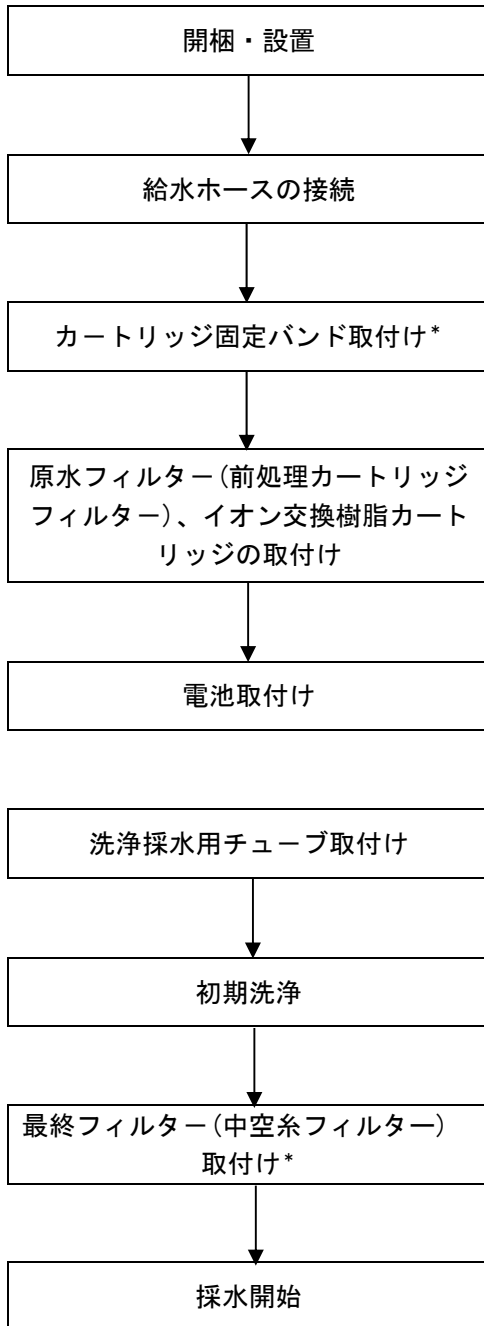 開梱・設置
給水ホースの接続
カートリッジ固定バンド取付け*
原水フィルター(前処理カートリッジ
フィルター)、イオン交換樹脂カート
リッジの取付け
電池取付け
洗浄採水用チューブ取付け
初期洗浄
最終フィルター(中空糸フィルター)
取付け*
採水開始